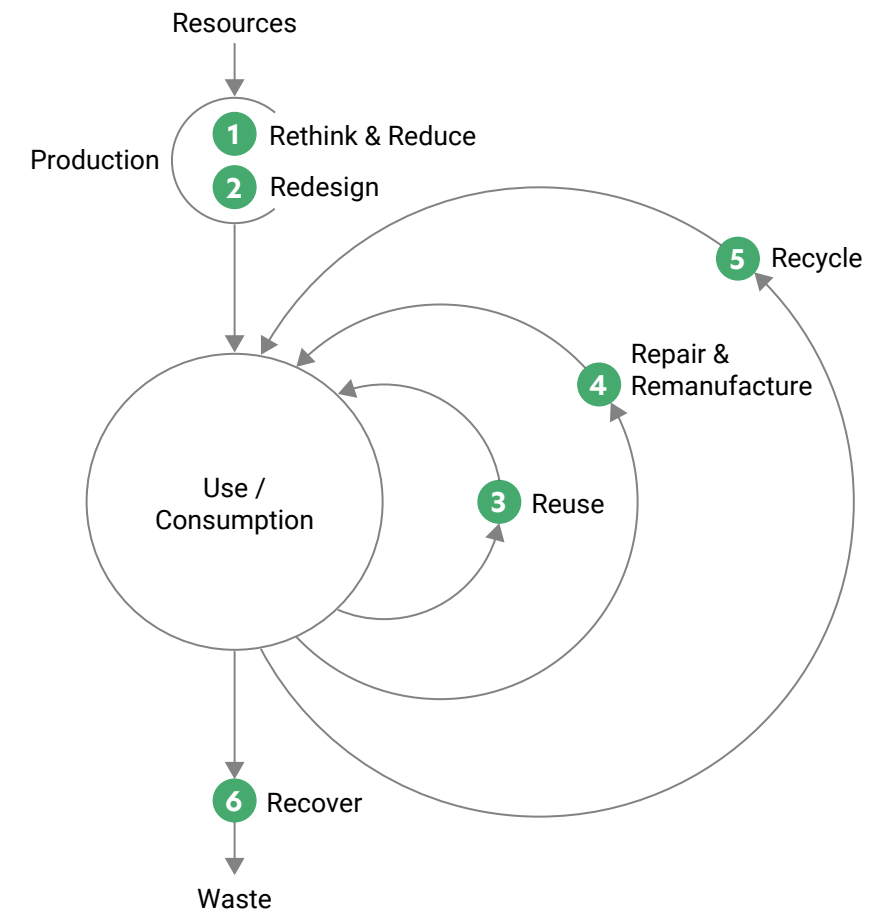 Resources
Production
1 Rethink & Reduce
2 Redesign
5 Recycle
4 Repair &
Remanufacture
Use /
Consumption
3 Reuse
6 Recover
Waste